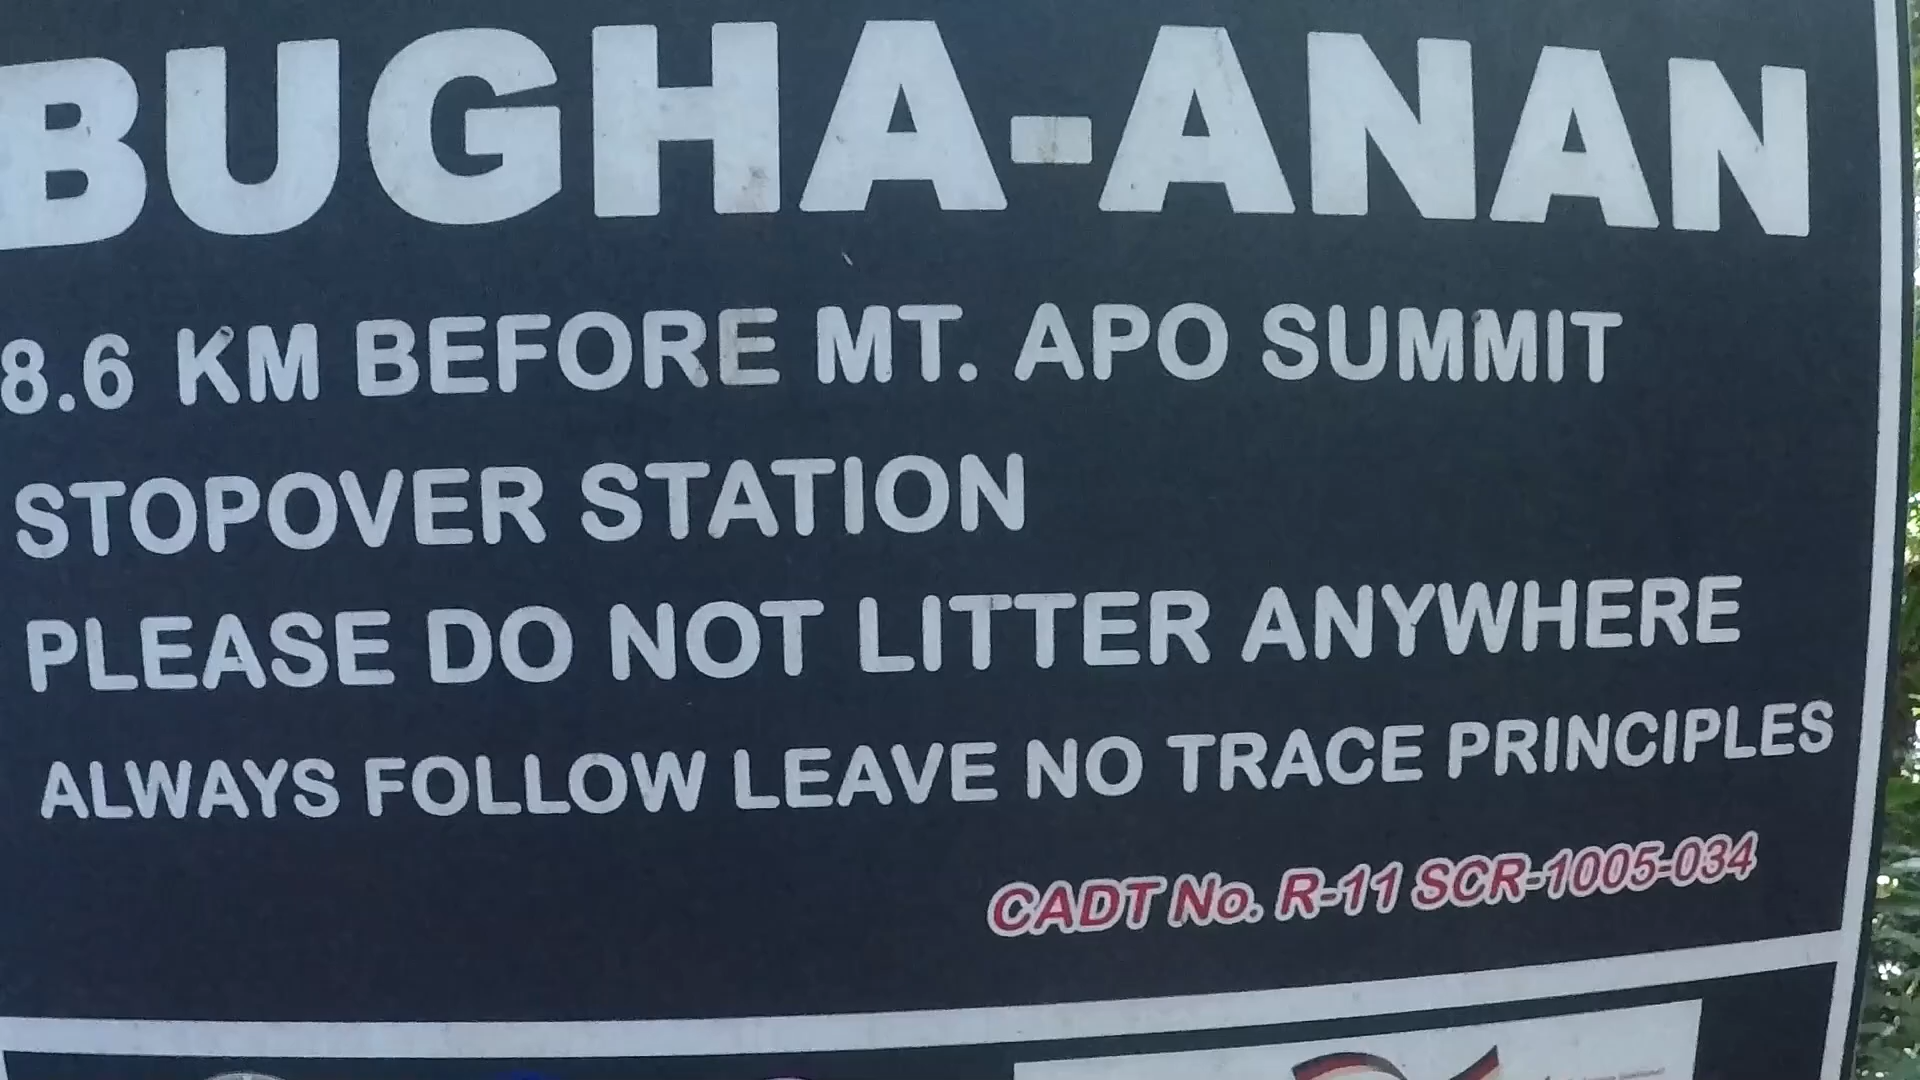 BUGHA-ANAN
8.6 KM BEFORE MT. APO SUMMIT
STOPOVER STATION
PLEASE DO NOT LITTER ANYWHERE
ALWAYS FOLLOW LEAVE NO TRACE PRINCIPLES
CADT No. R-11 SCR-1005-034